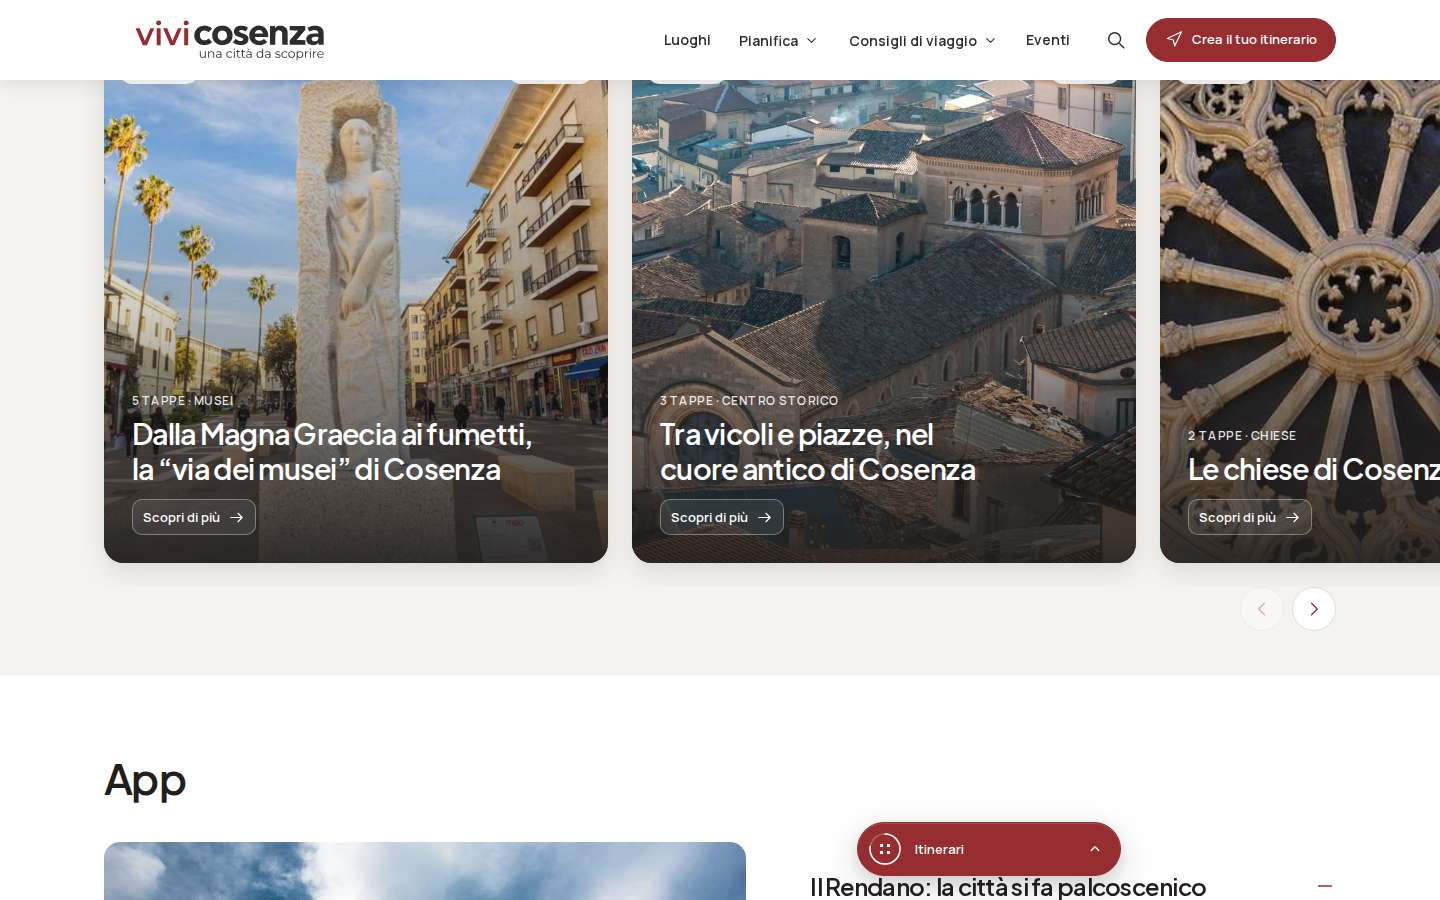 vivicosenza
una città da scoprire
Luoghi
Pianifica
Consigli di viaggio
Eventi
Crea il tuo itinerario
5 TAPPE · MUSEI
Dalla Magna Graecia ai fumetti,
la “via dei musei” di Cosenza
Scopri di più
3 TAPPE · CENTRO STORICO
Tra vicoli e piazze, nel
cuore antico di Cosenza
Scopri di più
2 TAPPE · CHIESE
Le chiese di Cosenz
Scopri di più
App
Itinerari
Il Rendano: la città si fa palcoscenico